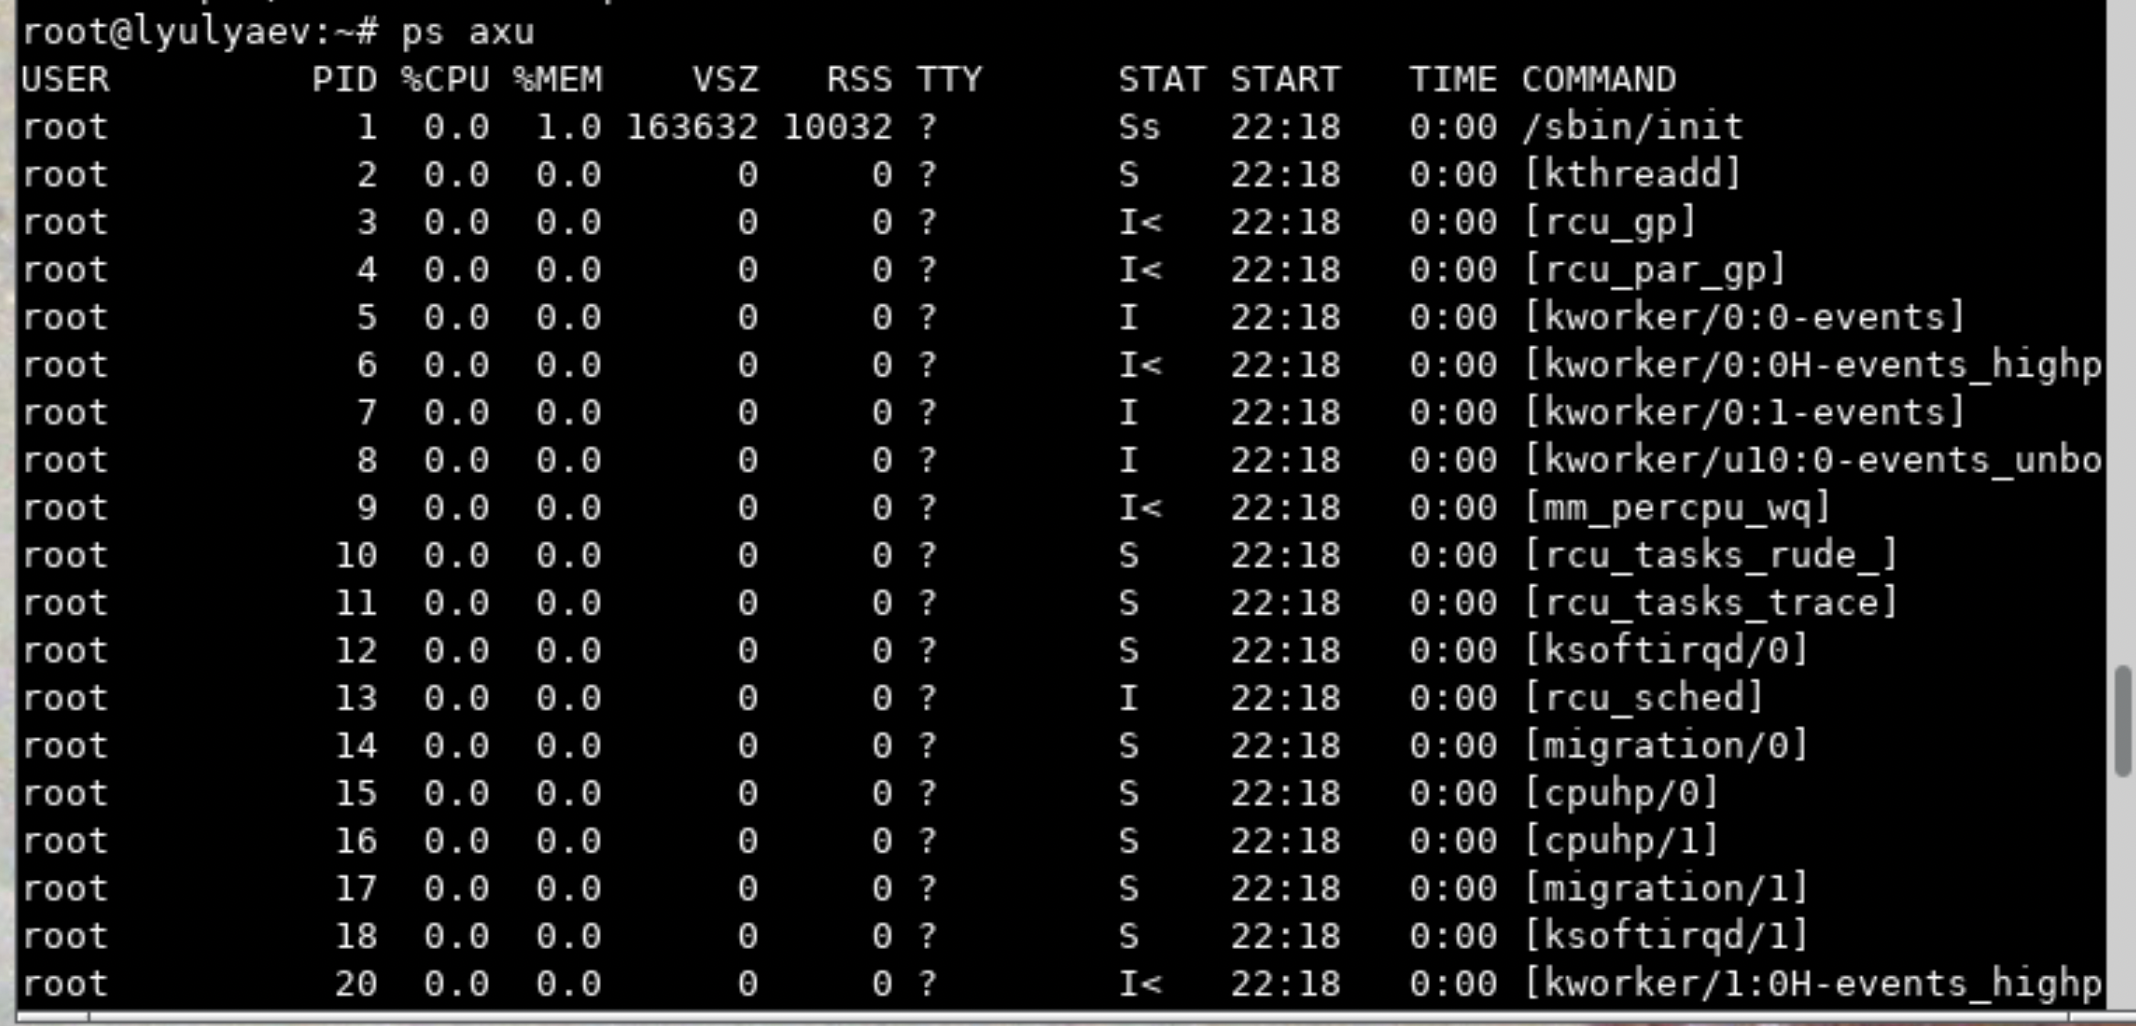 root@lyulyaev:~# ps axu
USER         PID %CPU %MEM    VSZ   RSS TTY      STAT START   TIME COMMAND
root           1  0.0  1.0 163632 10032 ?        Ss   22:18   0:00 /sbin/init
root           2  0.0  0.0      0     0 ?        S    22:18   0:00 [kthreadd]
root           3  0.0  0.0      0     0 ?        I<   22:18   0:00 [rcu_gp]
root           4  0.0  0.0      0     0 ?        I<   22:18   0:00 [rcu_par_gp]
root           5  0.0  0.0      0     0 ?        I    22:18   0:00 [kworker/0:0-events]
root           6  0.0  0.0      0     0 ?        I<   22:18   0:00 [kworker/0:0H-events_highp
root           7  0.0  0.0      0     0 ?        I    22:18   0:00 [kworker/0:1-events]
root           8  0.0  0.0      0     0 ?        I    22:18   0:00 [kworker/u10:0-events_unbo
root           9  0.0  0.0      0     0 ?        I<   22:18   0:00 [mm_percpu_wq]
root          10  0.0  0.0      0     0 ?        S    22:18   0:00 [rcu_tasks_rude_]
root          11  0.0  0.0      0     0 ?        S    22:18   0:00 [rcu_tasks_trace]
root          12  0.0  0.0      0     0 ?        S    22:18   0:00 [ksoftirqd/0]
root          13  0.0  0.0      0     0 ?        I    22:18   0:00 [rcu_sched]
root          14  0.0  0.0      0     0 ?        S    22:18   0:00 [migration/0]
root          15  0.0  0.0      0     0 ?        S    22:18   0:00 [cpuhp/0]
root          16  0.0  0.0      0     0 ?        S    22:18   0:00 [cpuhp/1]
root          17  0.0  0.0      0     0 ?        S    22:18   0:00 [migration/1]
root          18  0.0  0.0      0     0 ?        S    22:18   0:00 [ksoftirqd/1]
root          20  0.0  0.0      0     0 ?        I<   22:18   0:00 [kworker/1:0H-events_highp